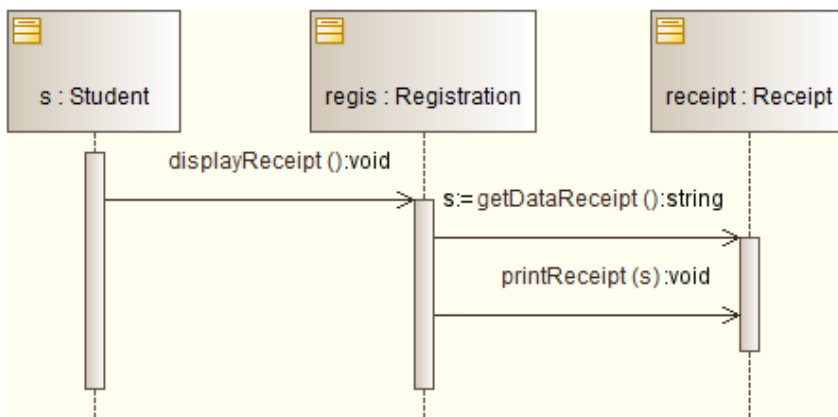 s : Student
regis : Registration
receipt : Receipt
displayReceipt ():void
s:= getDataReceipt ():string
printReceipt (s):void